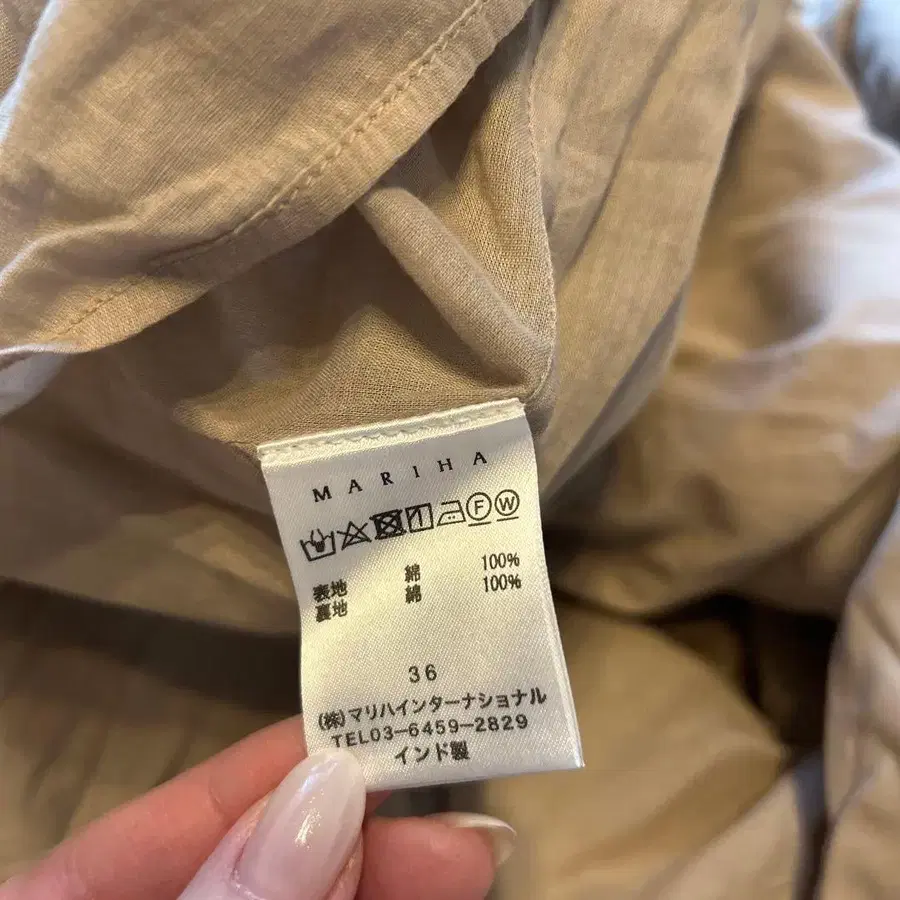 MARIHA
F W
表地 綿 100%
裏地 綿 100%
36
(株)マリハインターナショナル
TEL03-6459-2829
インド製